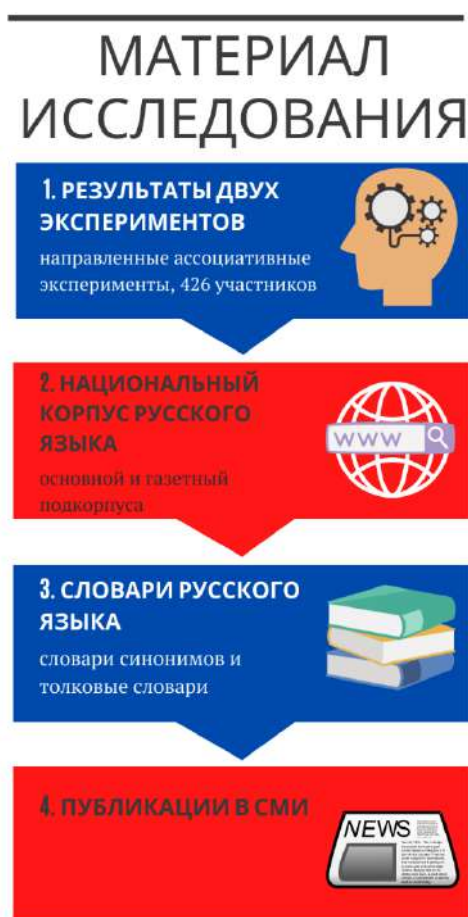 МАТЕРИАЛ
ИССЛЕДОВАНИЯ
1. РЕЗУЛЬТАТЫ ДВУХ
ЭКСПЕРИМЕНТОВ
направленные ассоциативные
эксперименты, 426 участников
2. НАЦИОНАЛЬНЫЙ
КОРПУС РУССКОГО
ЯЗЫКА
основной и газетный
подкорпуса
WWW
3. СЛОВАРИ РУССКОГО
ЯЗЫКА
словари синонимов и
толковые словари
4. ПУБЛИКАЦИИ В СМИ
NEWS